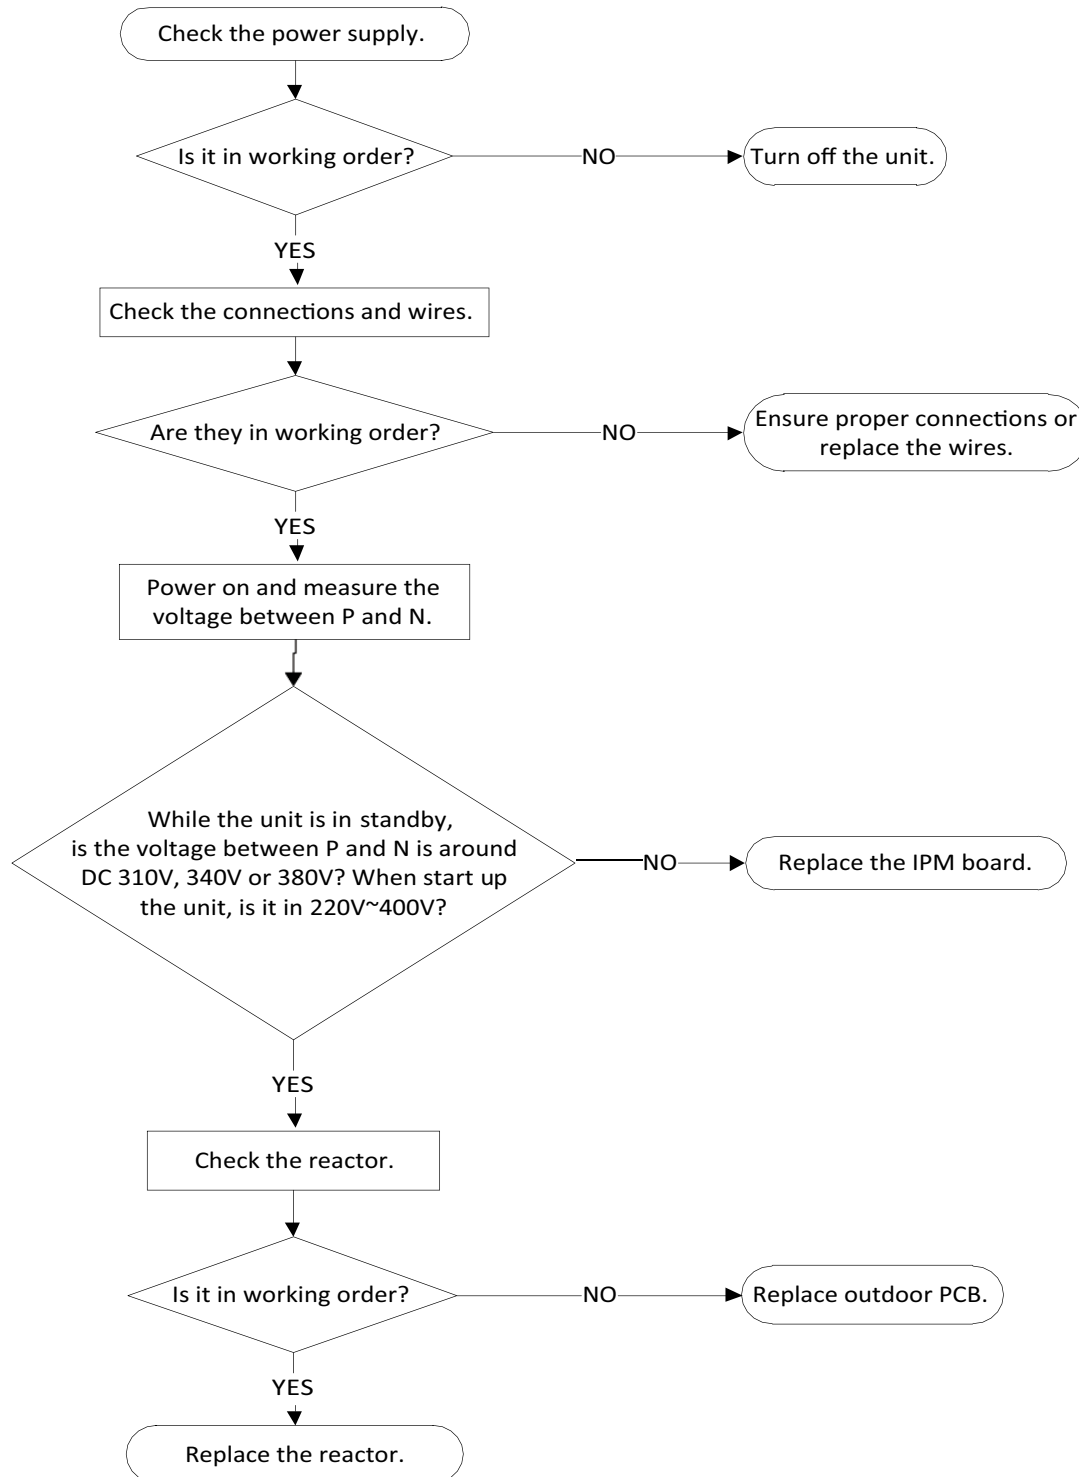 Check the power supply.
Is it in working order?
NO
Turn off the unit.
YES
Check the connections and wires.
Are they in working order?
NO
Ensure proper connections or
replace the wires.
YES
Power on and measure the
voltage between P and N.
While the unit is in standby,
is the voltage between P and N is around
DC 310V, 340V or 380V? When start up
the unit, is it in 220V~400V?
NO
Replace the IPM board.
YES
Check the reactor.
Is it in working order?
NO
Replace outdoor PCB.
YES
Replace the reactor.